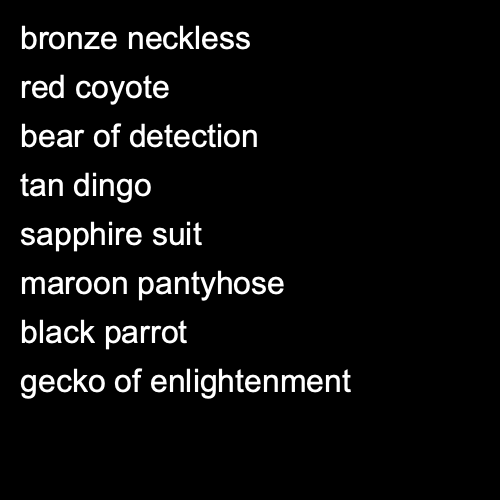 bronze neckless
red coyote
bear of detection
tan dingo
sapphire suit
maroon pantyhose
black parrot
gecko of enlightenment